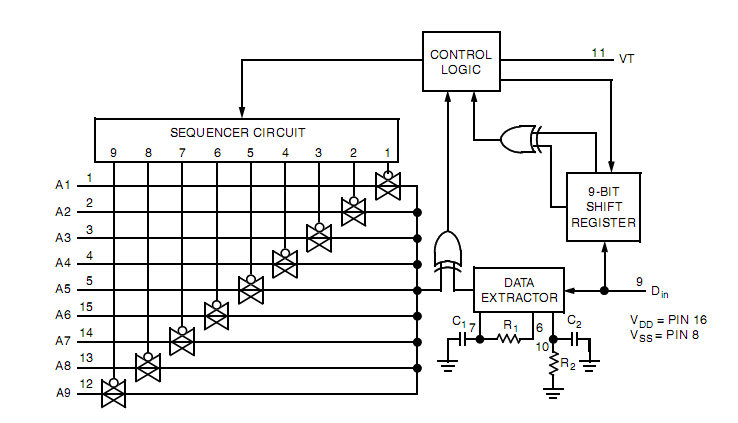 CONTROL
LOGIC
11 VT
SEQUENCER CIRCUIT
9 8 7 6 5 4 3 2 1
A1 1
A2 2
A3 3
A4 4
A5 5
A6 15
A7 14
A8 13
A9 12
9-BIT
SHIFT
REGISTER
DATA
EXTRACTOR
9 Din
C1 7 R1 6 C2
10 R2
VDD = PIN 16
VSS = PIN 8